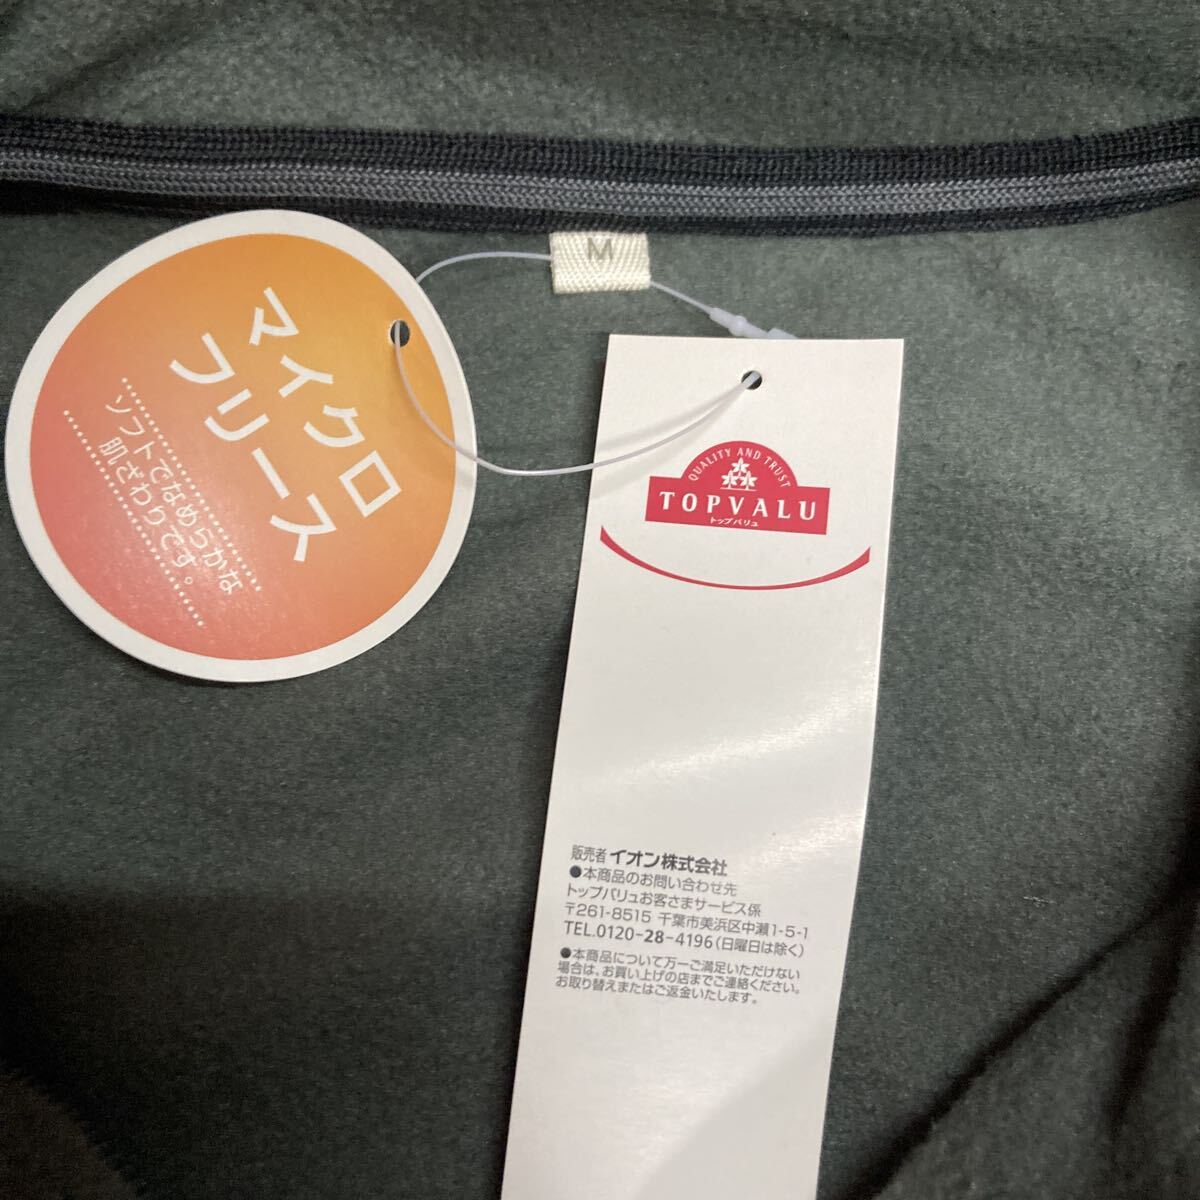 マイクロ
フリース
ソフトでなめらかな
肌ざわりです。
M
QUALITY AND TRUST
TOPVALU
トップバリュ
販売者 イオン株式会社
●本商品のお問い合わせ先
トップバリュお客さまサービス係
〒261-8515 千葉市美浜区中瀬1-5-1
TEL.0120-28-4196(日曜日は除く)
●本商品について万一ご満足いただけない
場合は、お買い上げの店までご連絡ください。
お取り替えまたはご返金いたします。